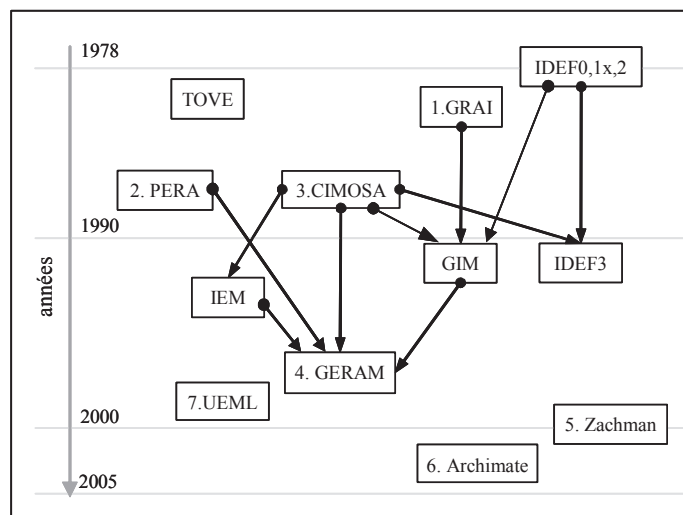 1978
IDEF0,1x,2
TOVE
1.GRAI
2. PERA
3.CIMOSA
1990
GIM
IDEF3
années
IEM
4. GERAM
7.UEML
5. Zachman
2000
6. Archimate
2005